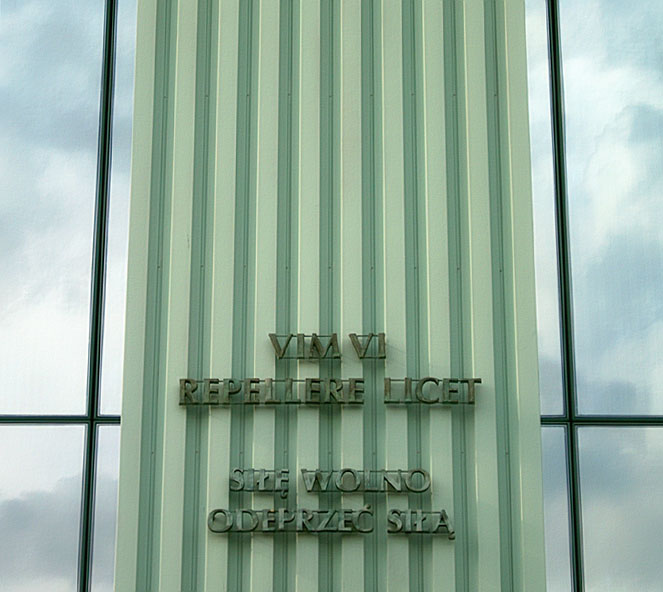 VIM VI
REPELLERE LICET
SIŁĘ WOLNO
ODEPRZEĆ SIŁĄ